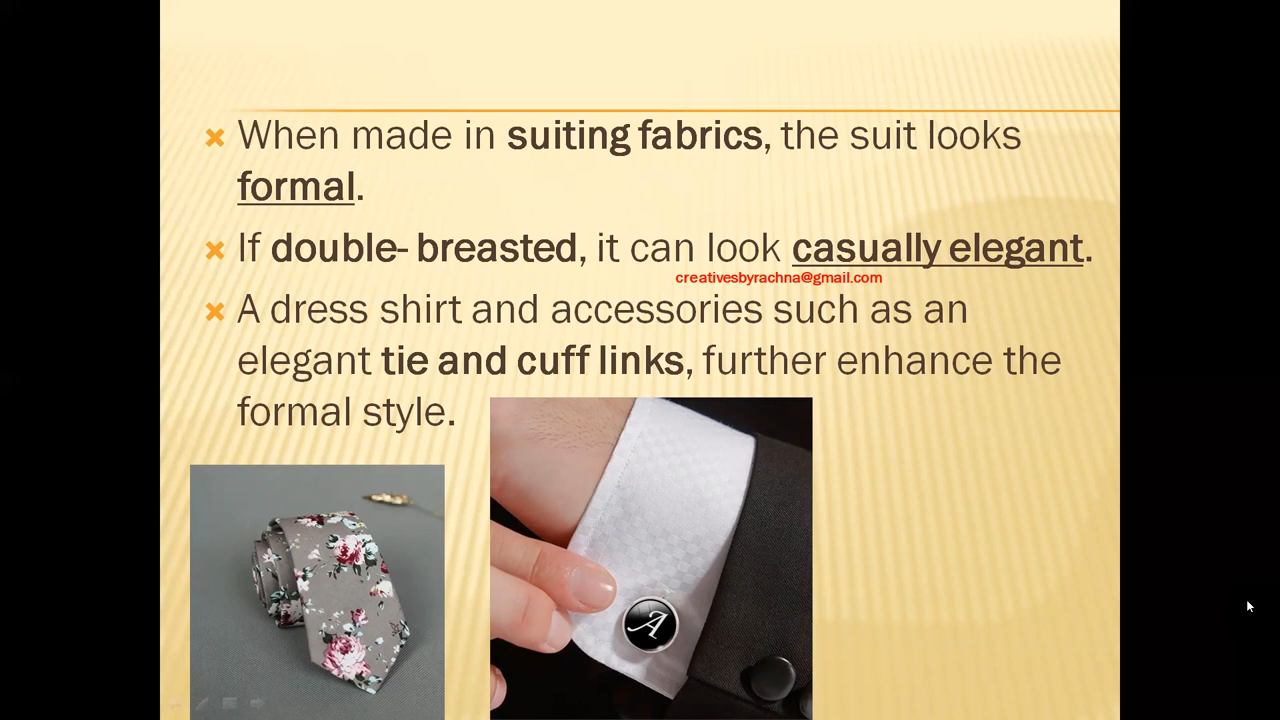 When made in suiting fabrics, the suit looks
formal.
If double- breasted, it can look casually elegant.
creativesbyrachna@gmail.com
A dress shirt and accessories such as an
elegant tie and cuff links, further enhance the
formal style.
A